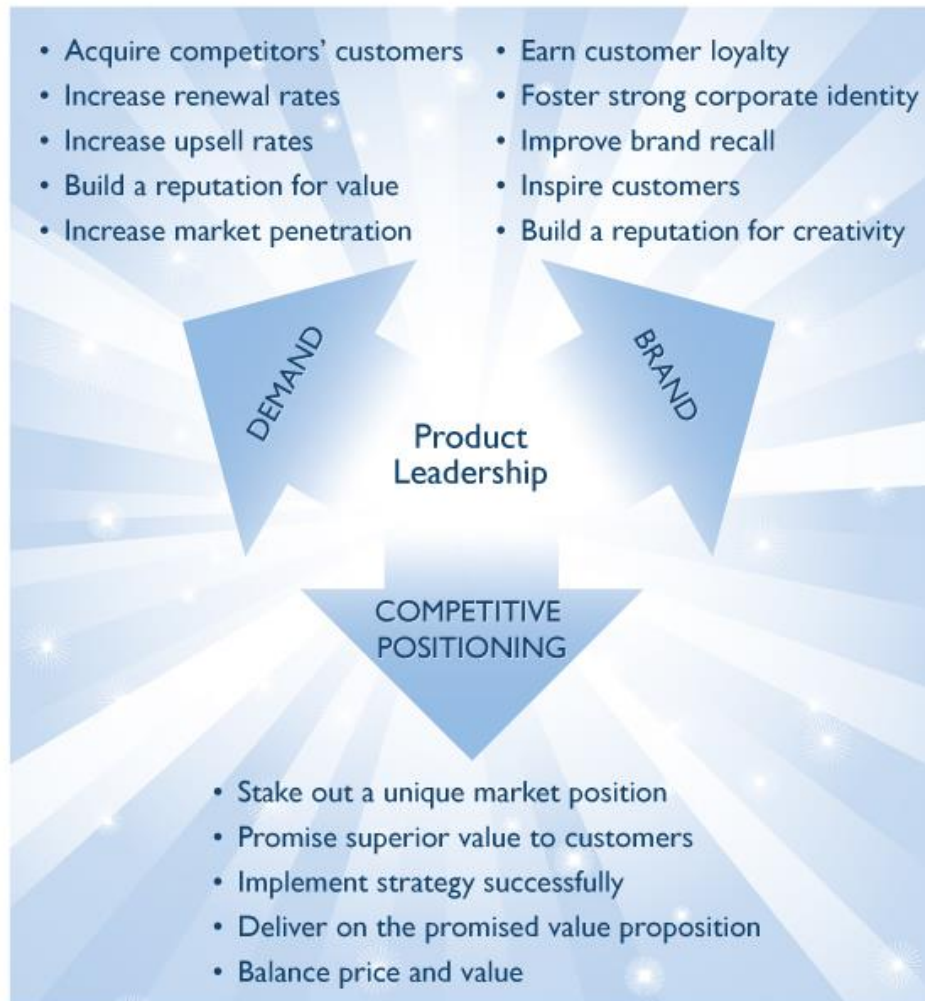 • Acquire competitors' customers
• Increase renewal rates
• Increase upsell rates
• Build a reputation for value
• Increase market penetration
• Earn customer loyalty
• Foster strong corporate identity
• Improve brand recall
• Inspire customers
• Build a reputation for creativity
DEMAND
BRAND
Product
Leadership
COMPETITIVE
POSITIONING
• Stake out a unique market position
• Promise superior value to customers
• Implement strategy successfully
• Deliver on the promised value proposition
• Balance price and value